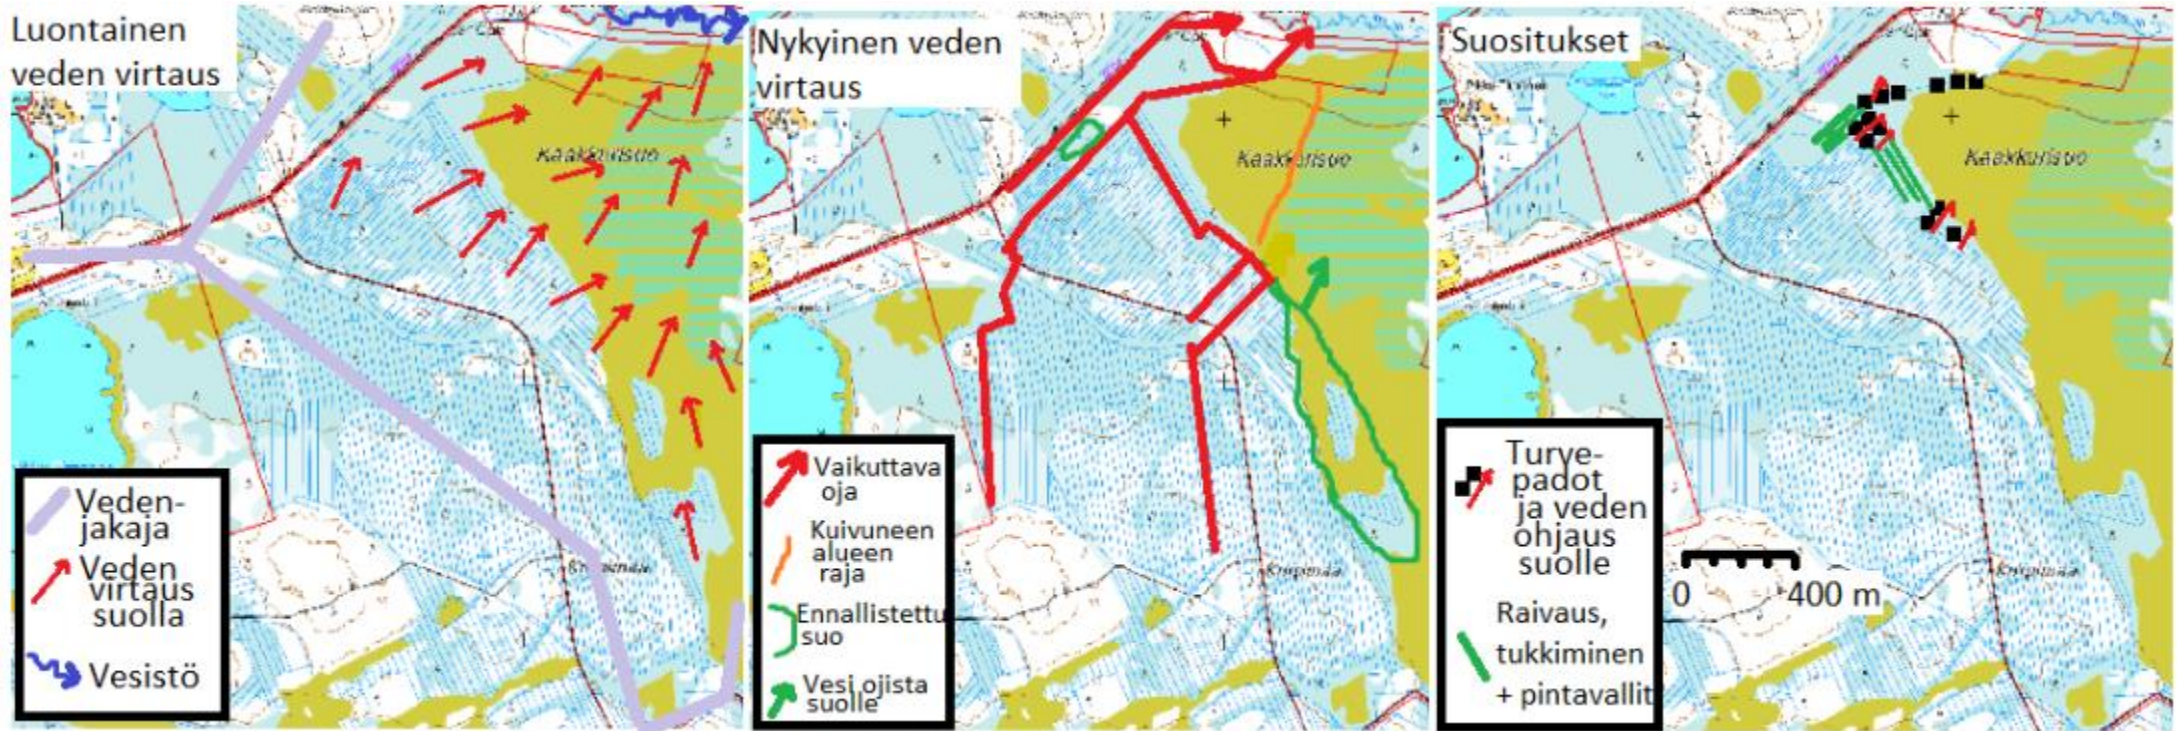 Luontainen
veden virtaus
Kaakkurisuo
Veden-
jakaja
Veden
virtaus
suolla
Vesistö
Nykyinen veden
virtaus
Kaakkurisuo
Vaikuttava
oja
Kuivuneen
alueen
raja
Ennallistettu
suo
Vesi ojista
suolle
Suositukset
Kaakkurisuo
Turve-
padot
ja veden
ohjaus
suolle
Raivaus,
tukkiminen
+ pintavallit
0 400 m